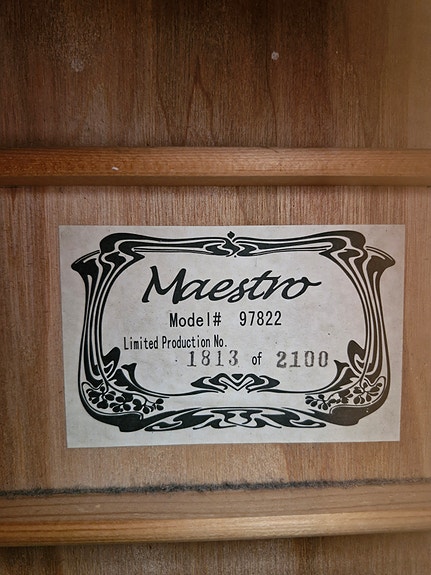 Maestro
Model# 97822
Limited Production No.
1813 of 2100